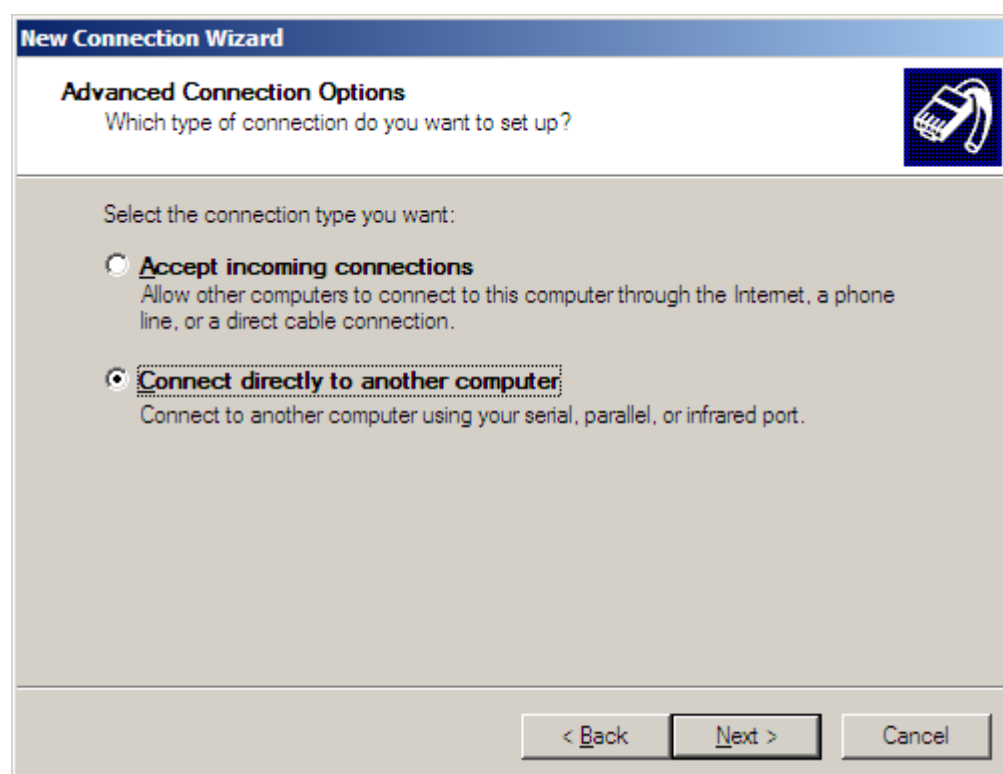 New Connection Wizard
Advanced Connection Options
Which type of connection do you want to set up?
Select the connection type you want:
Accept incoming connections
Allow other computers to connect to this computer through the Internet, a phone
line, or a direct cable connection.
Connect directly to another computer
Connect to another computer using your serial, parallel, or infrared port.
< Back Next > Cancel